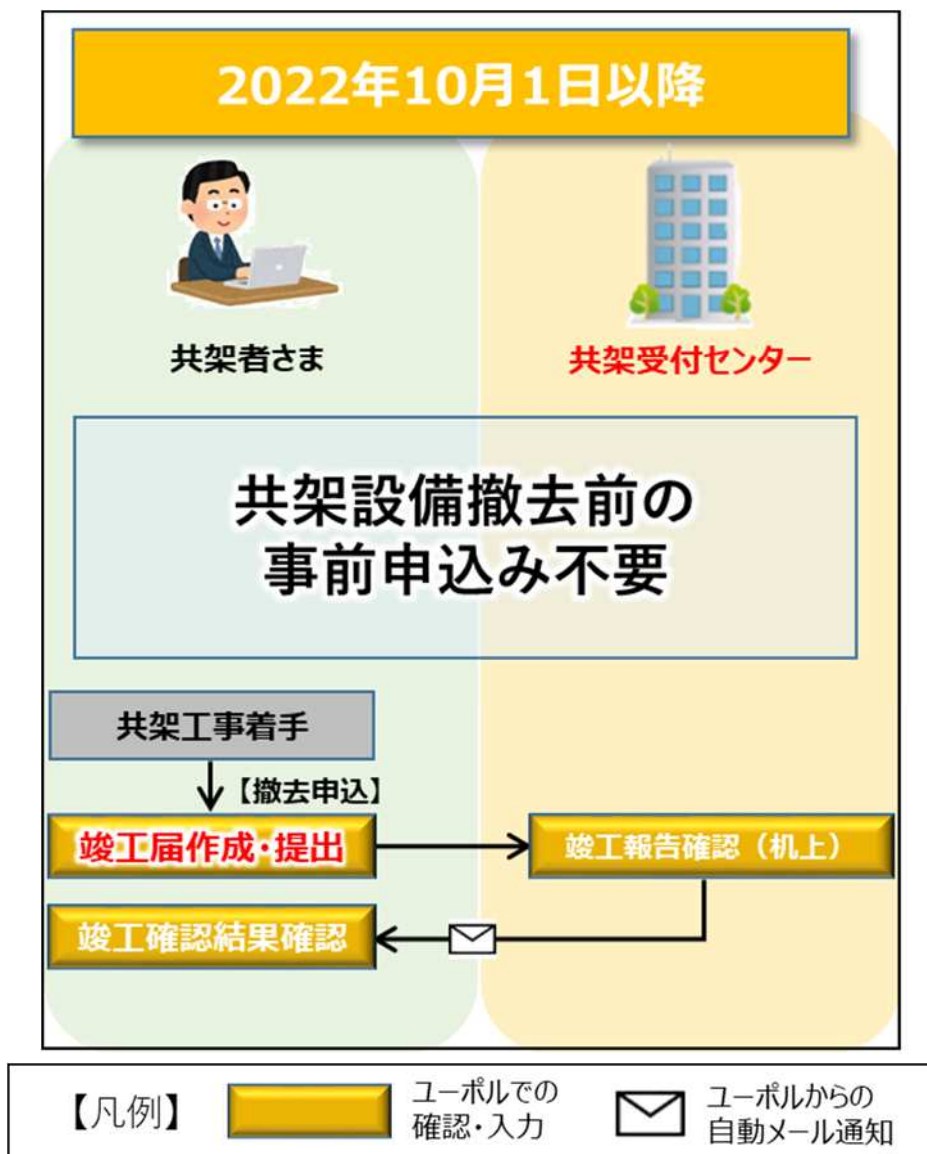 2022年10月1日以降
共架者さま
共架受付センター
共架設備撤去前の
事前申込み不要
共架工事着手
【撤去申込】
竣工届作成・提出
竣工報告確認（机上）
竣工確認結果確認
【凡例】
ユーポルでの
確認・入力
ユーポルからの
自動メール通知